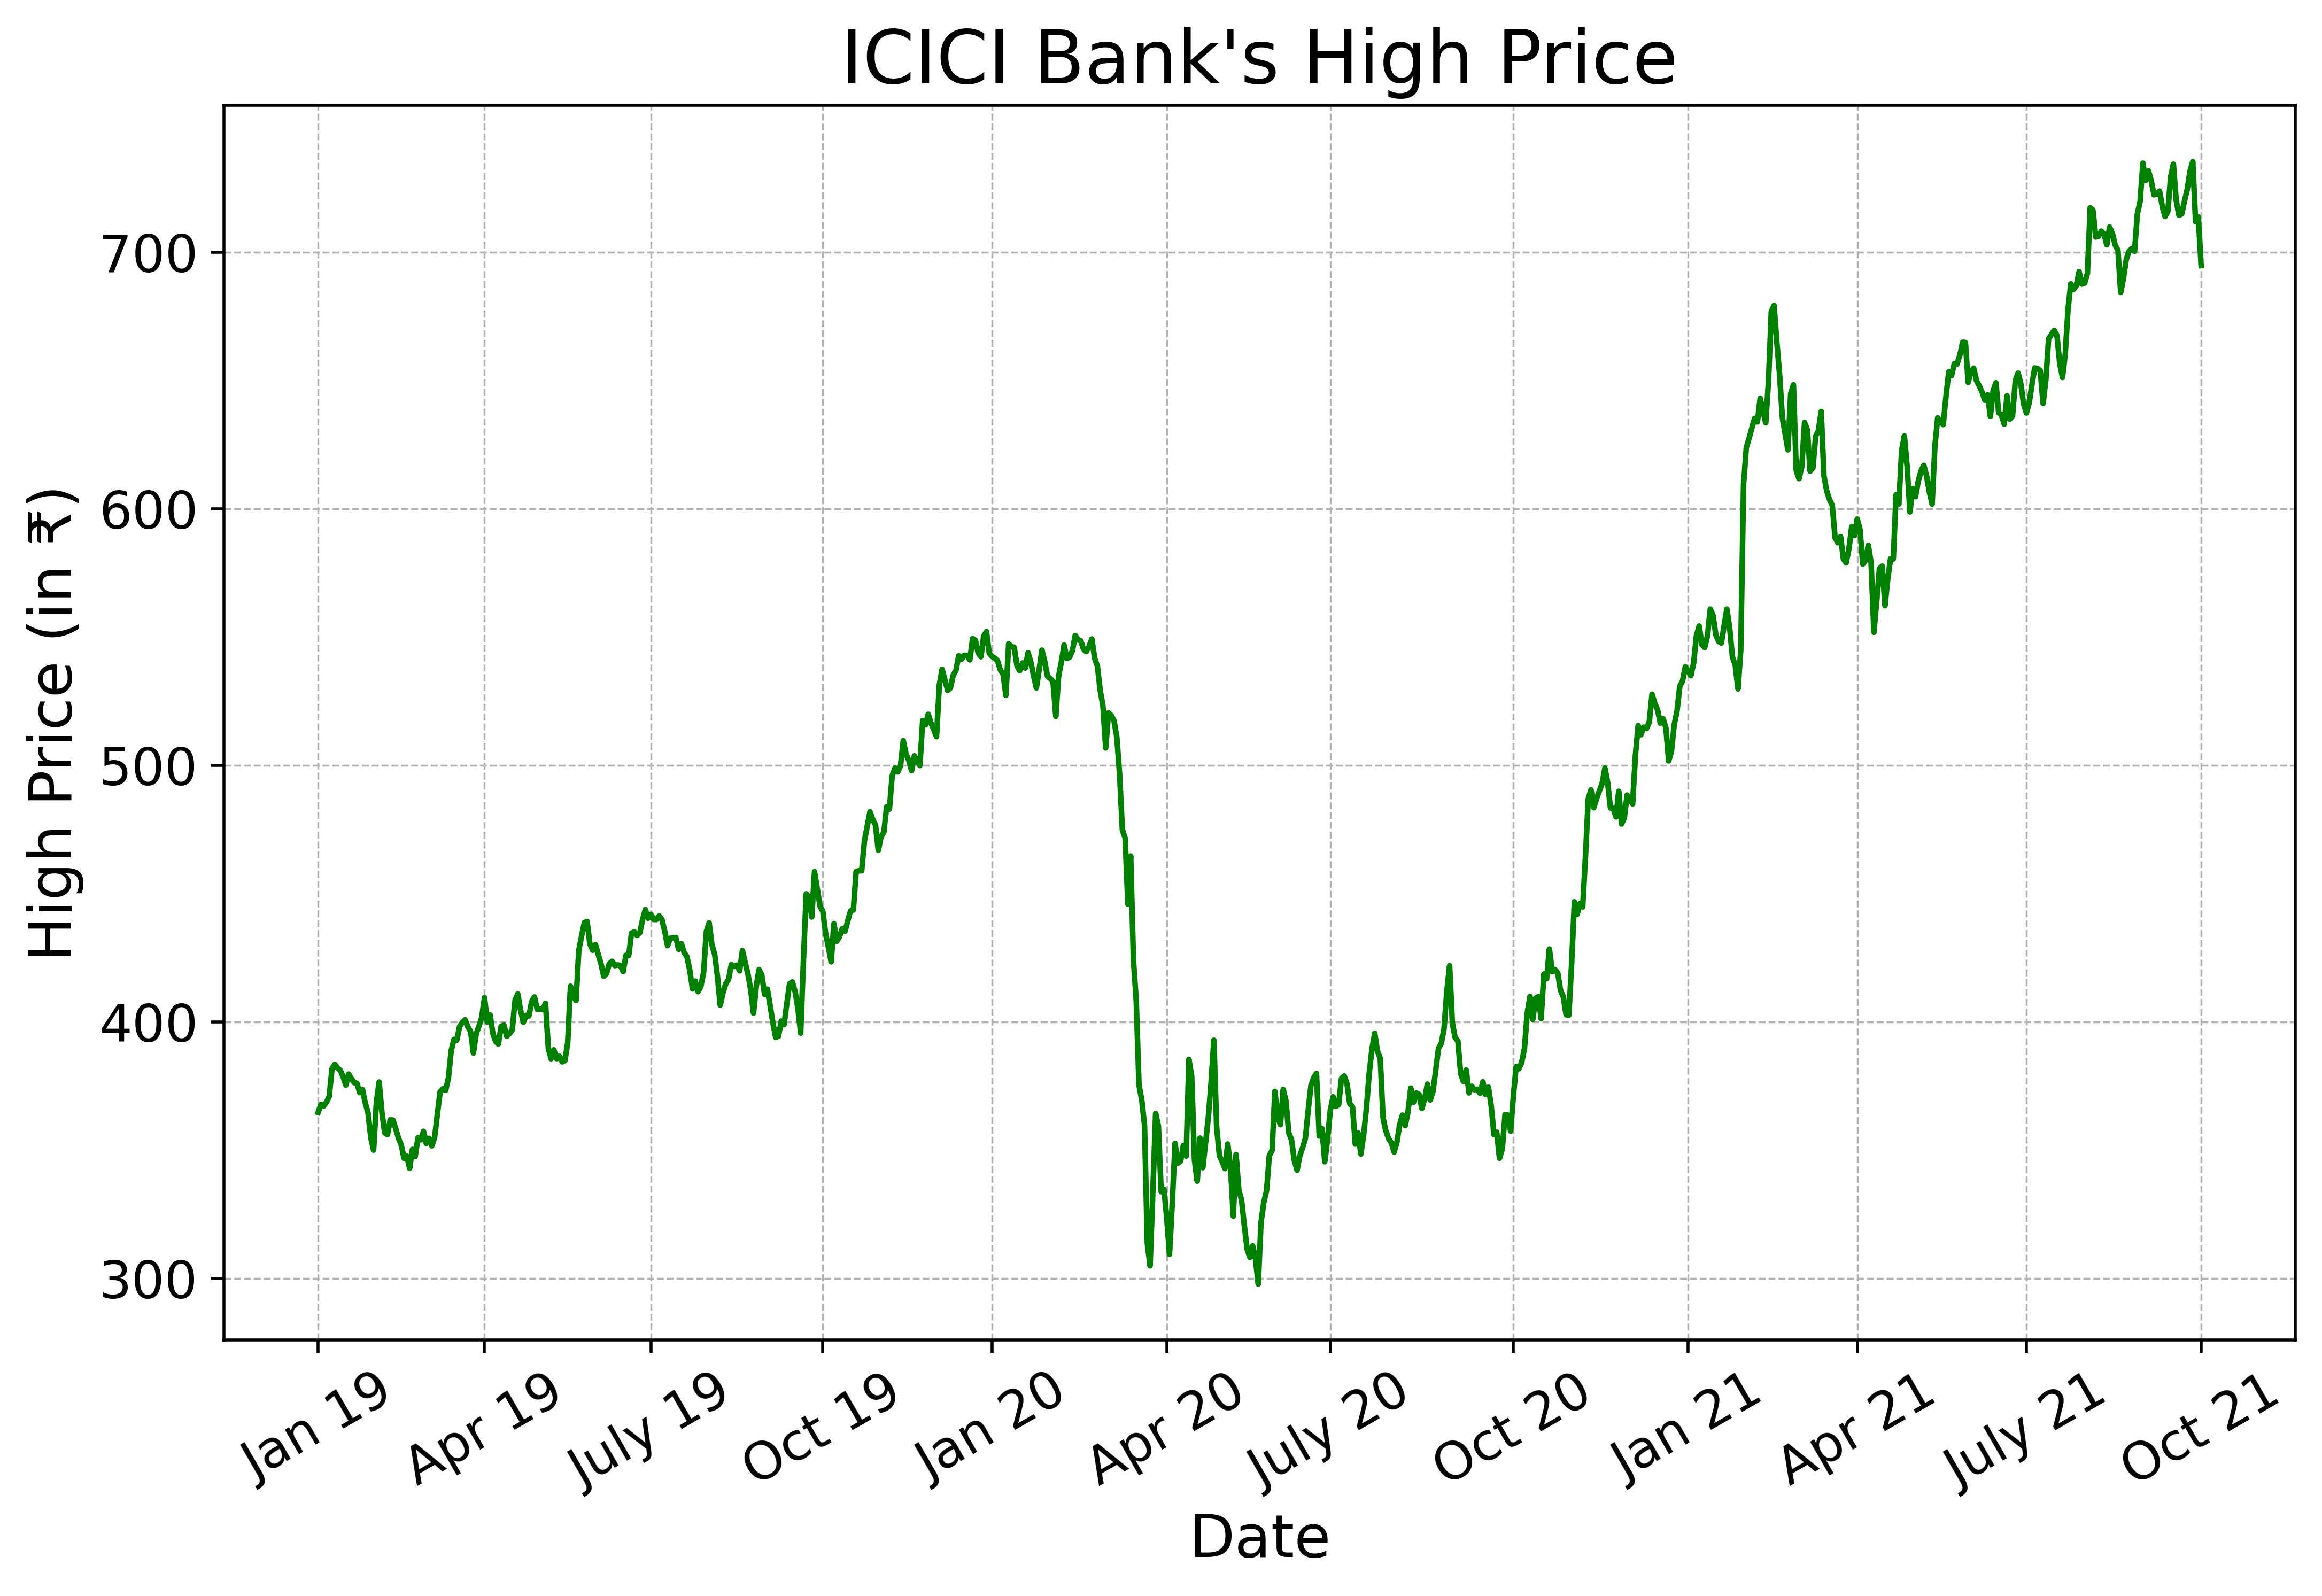 ICICI Bank's High Price
High Price (in ₹)
700
600
500
400
300
Jan 19
Apr 19
July 19
Oct 19
Jan 20
Apr 20
July 20
Oct 20
Jan 21
Apr 21
July 21
Oct 21
Date